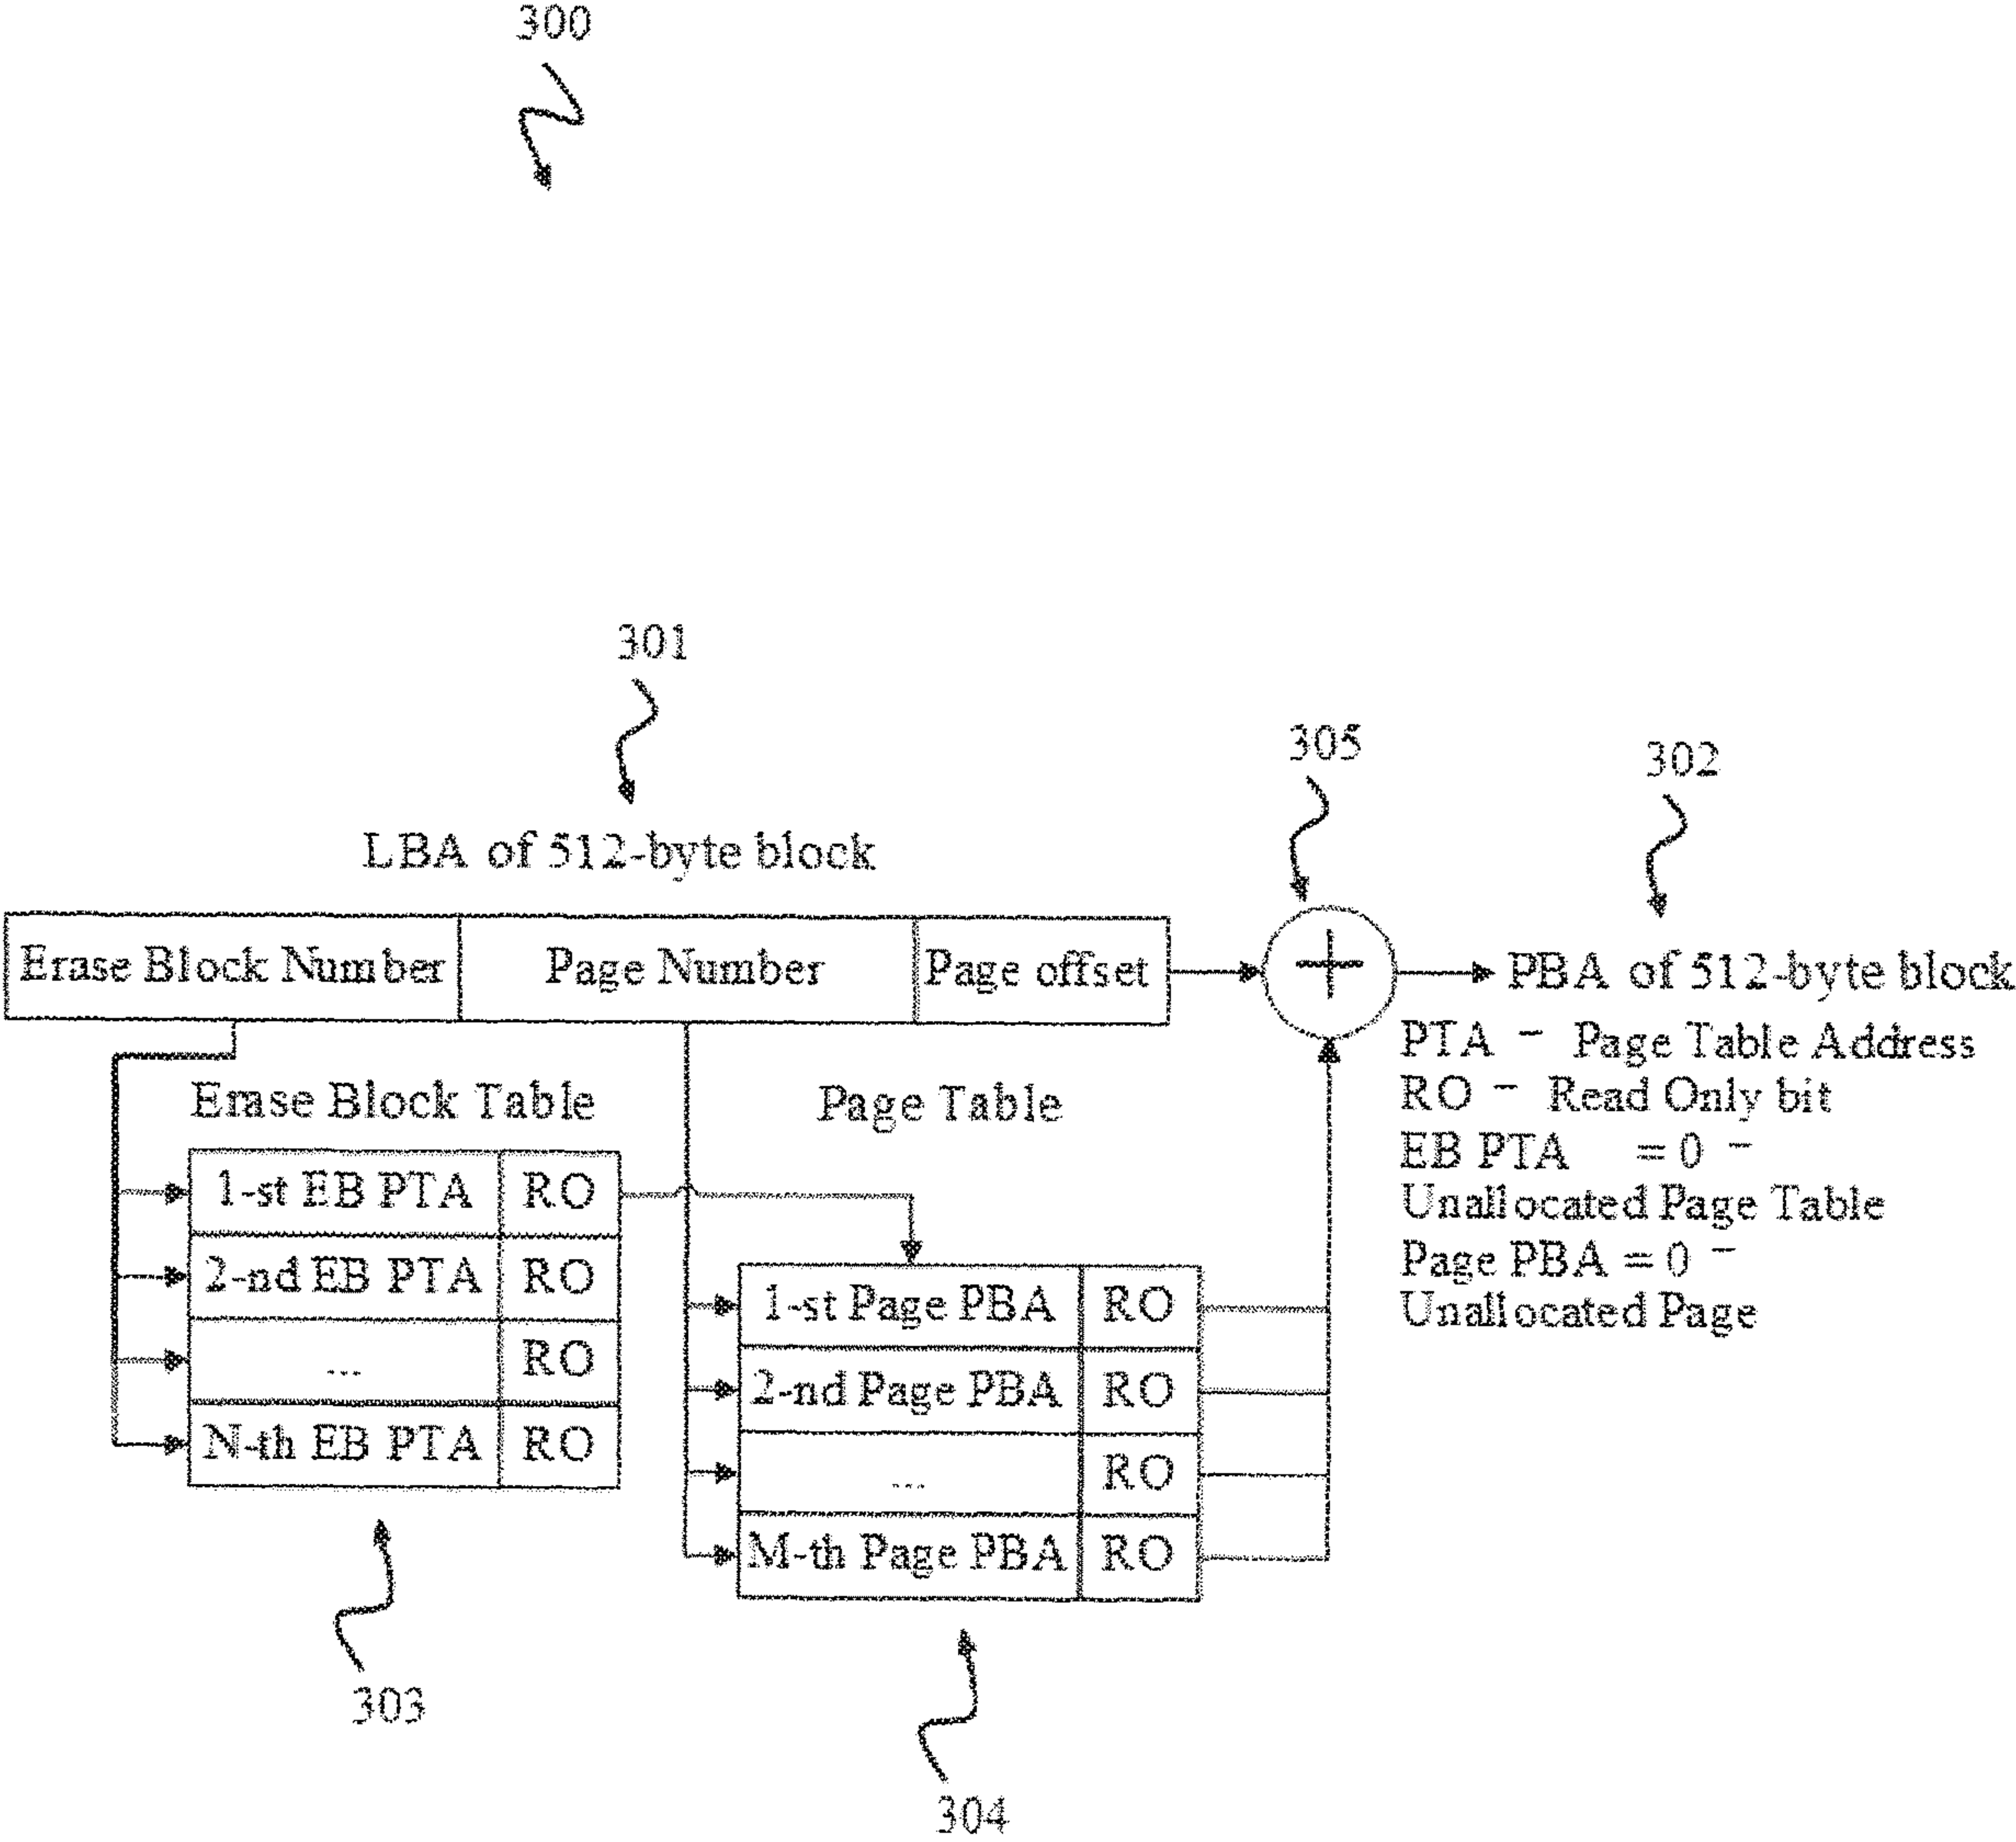 300
301
305
302
LBA of 512-byte block
Erase Block Number Page Number Page offset
+
PBA of 512-byte block
PTA – Page Table Address
RO – Read Only bit
EB PTA = 0 –
Unallocated Page Table
Page PBA = 0 –
Unallocated Page
Erase Block Table
1-st EB PTA RO
2-nd EB PTA RO
... RO
N-th EB PTA RO
303
Page Table
1-st Page PBA RO
2-nd Page PBA RO
... RO
M-th Page PBA RO
304